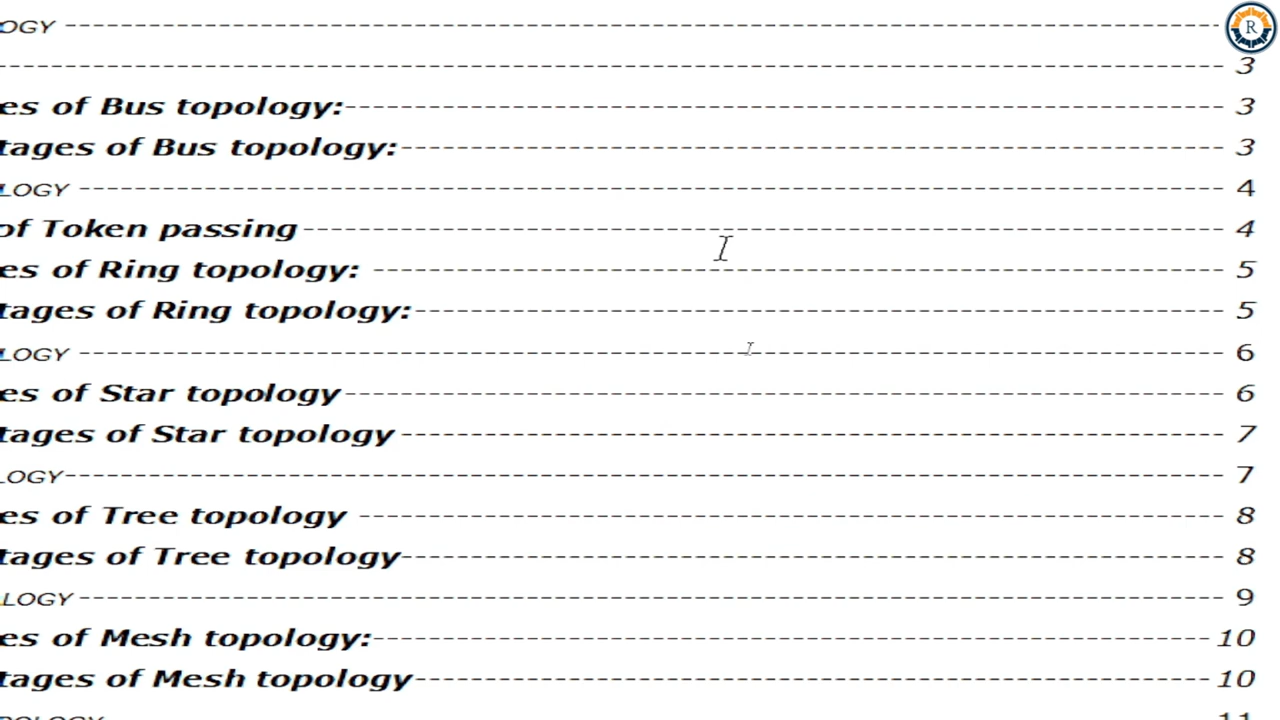 OGY ---------- R
---------- 3
es of Bus topology: ---------- 3
tages of Bus topology: ---------- 3
LOGY ---------- 4
of Token passing ---------- 4
es of Ring topology: ---------- 5
tages of Ring topology: ---------- 5
LOGY ---------- 6
es of Star topology ---------- 6
tages of Star topology ---------- 7
LOGY ---------- 7
es of Tree topology ---------- 8
tages of Tree topology ---------- 8
LOGY ---------- 9
es of Mesh topology: ---------- 10
tages of Mesh topology ---------- 10
11